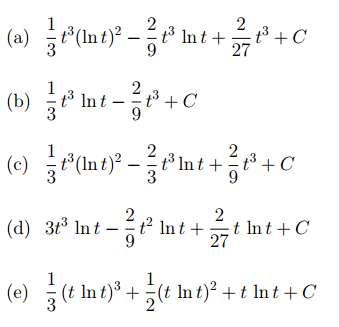 (a) \frac{1}{3} t^3 (\ln t)^2 - \frac{2}{9} t^3 \ln t + \frac{2}{27} t^3 + C
(b) \frac{1}{3} t^3 \ln t - \frac{2}{9} t^3 + C
(c) \frac{1}{3} t^3 (\ln t)^2 - \frac{2}{3} t^3 \ln t + \frac{2}{9} t^3 + C
(d) 3t^3 \ln t - \frac{2}{9} t^2 \ln t + \frac{2}{27} t \ln t + C
(e) \frac{1}{3} (t \ln t)^3 + \frac{1}{2} (t \ln t)^2 + t \ln t + C